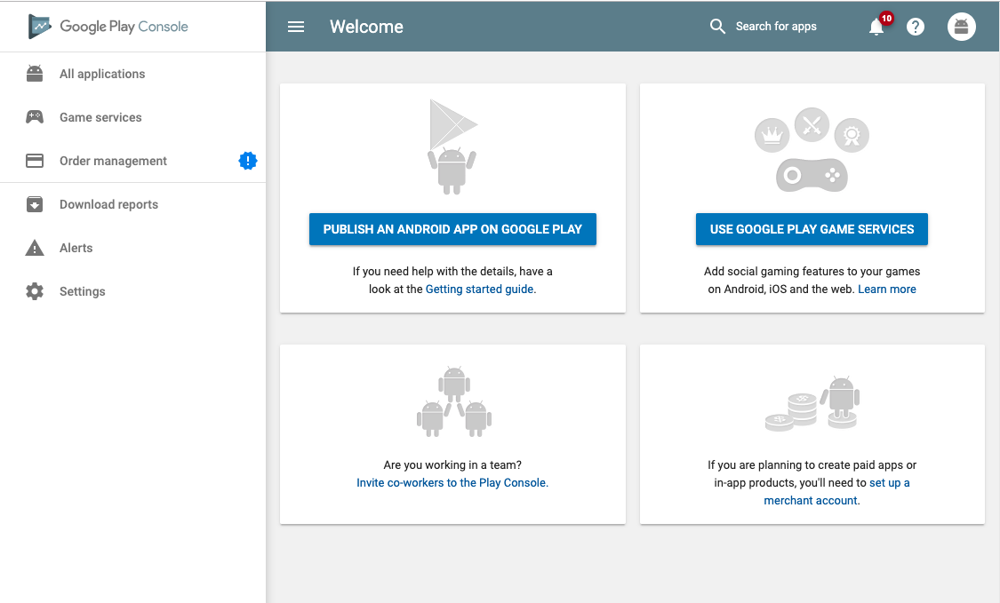 Google Play Console
Welcome
Search for apps
10
All applications
Game services
Order management
Download reports
Alerts
Settings
PUBLISH AN ANDROID APP ON GOOGLE PLAY
If you need help with the details, have a
look at the Getting started guide.
USE GOOGLE PLAY GAME SERVICES
Add social gaming features to your games
on Android, iOS and the web. Learn more
Are you working in a team?
Invite co-workers to the Play Console.
If you are planning to create paid apps or
in-app products, you'll need to set up a
merchant account.